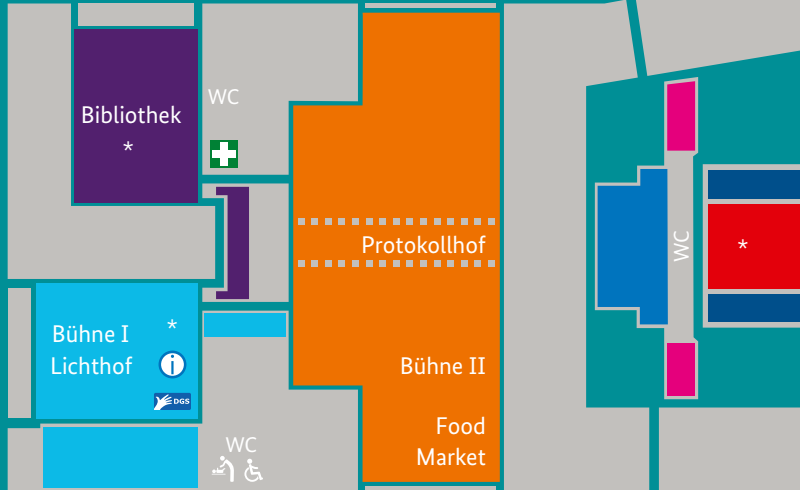 WC
Bibliothek
*
Protokollhof
WC
*
Bühne I *
Lichthof i
DGS
Bühne II
Food
Market
WC